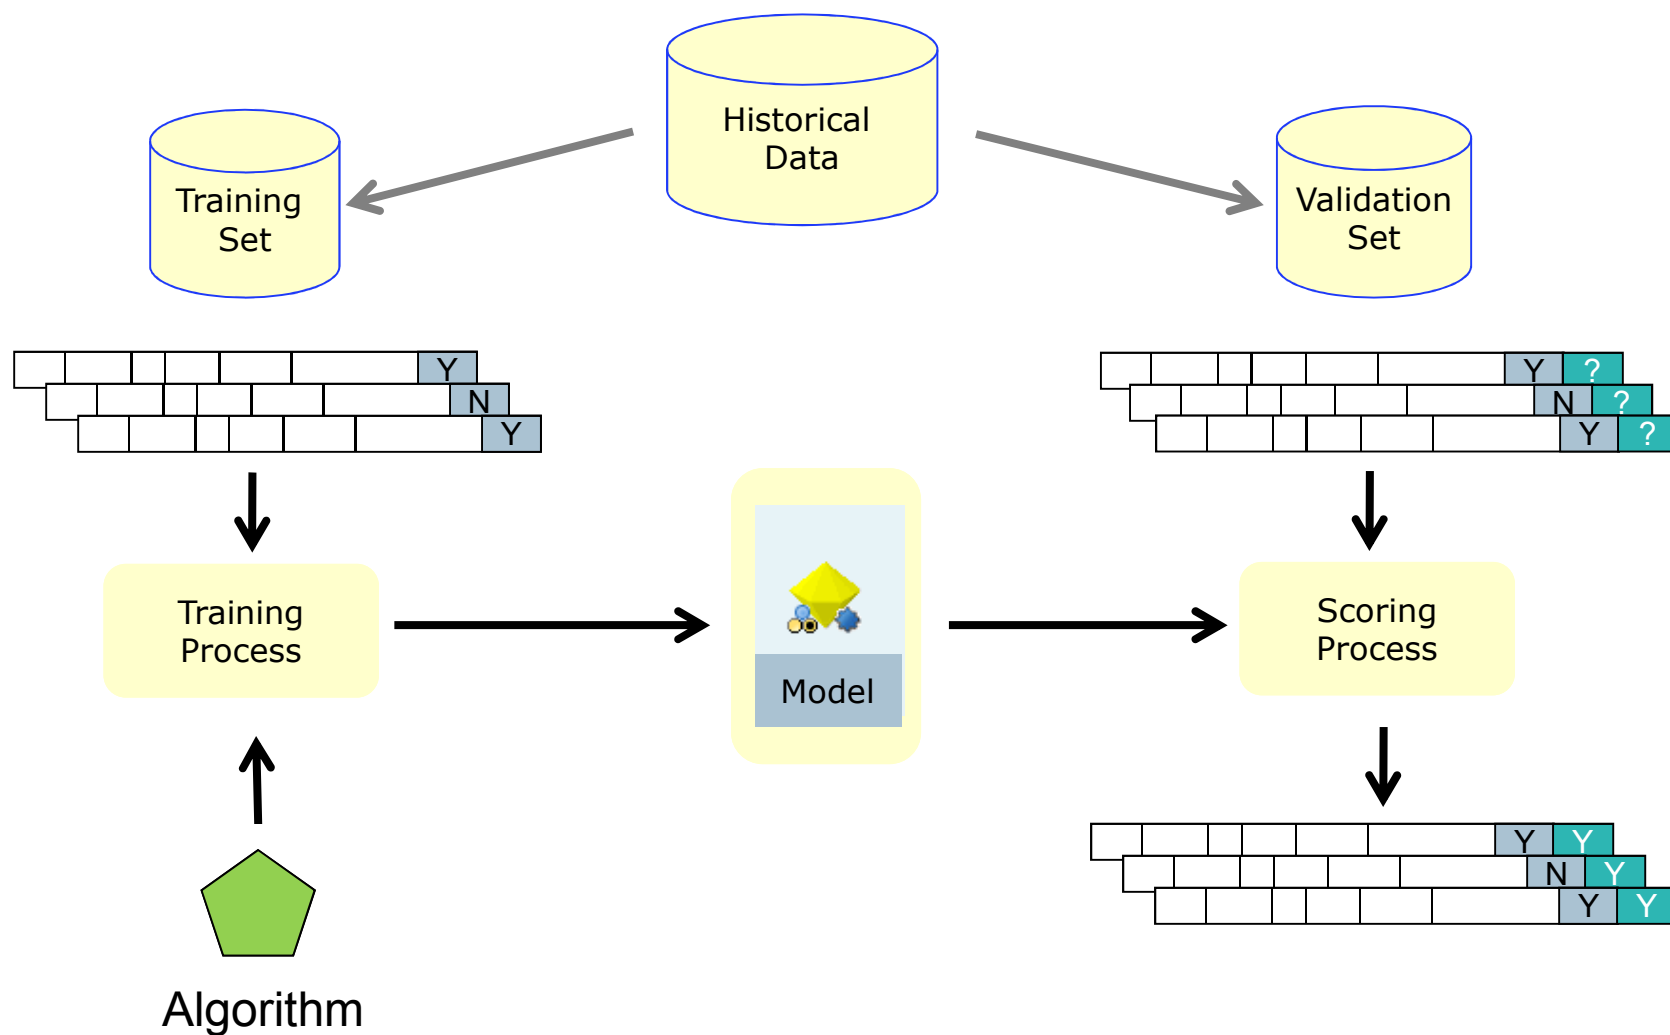 Historical
Data
Training
Set
Validation
Set
Y
N
Y
Y ?
N ?
Y ?
Training
Process
Model
Scoring
Process
Y Y
N Y
Y Y
Algorithm